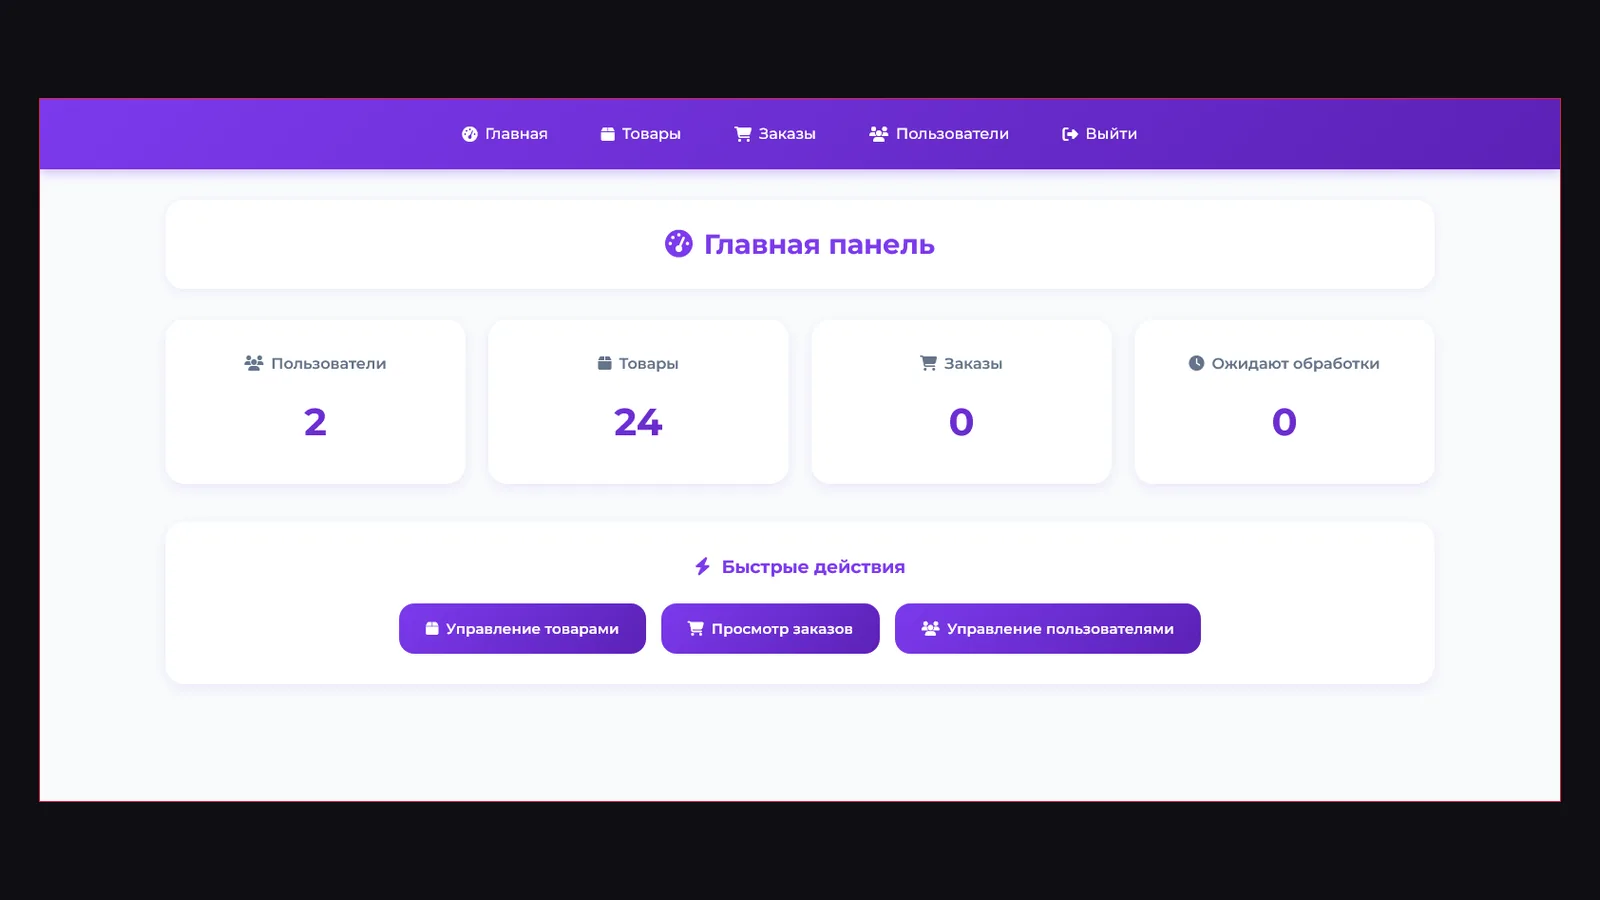 Главная Товары Заказы Пользователи Выйти
Главная панель
Пользователи Товары Заказы Ожидают обработки
2 24 0 0
Быстрые действия
Управление товарами Просмотр заказов Управление пользователями